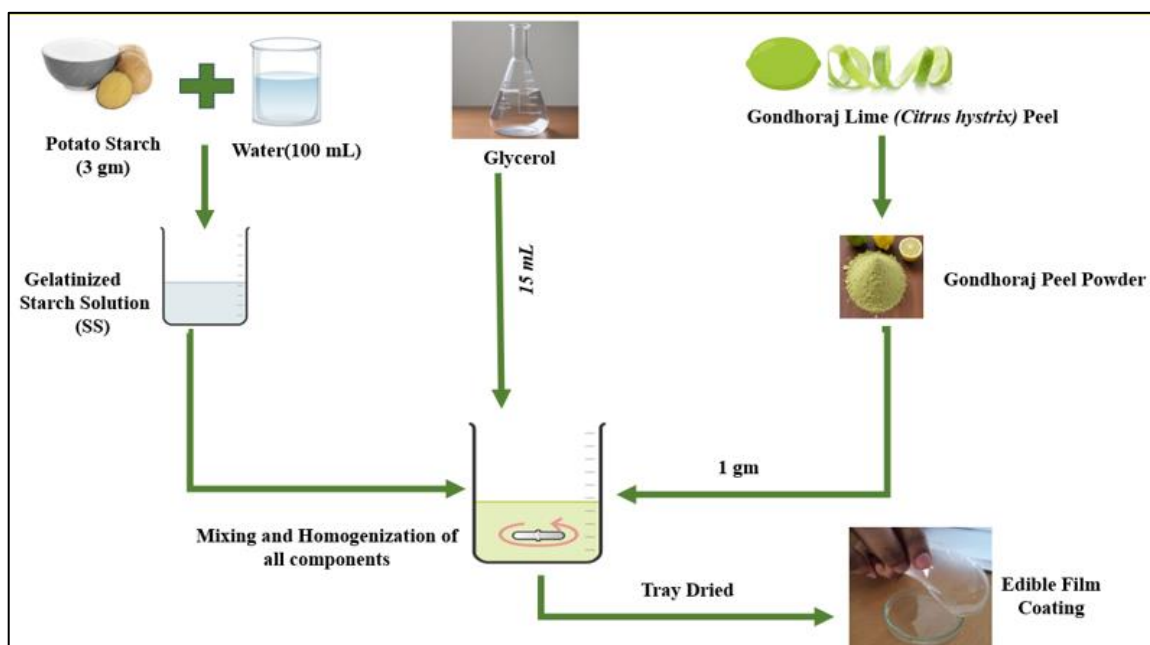 Potato Starch
(3 gm)
Water(100 mL)
Glycerol
Gondhoraj Lime (Citrus hystrix) Peel
15 mL
Gelatinized
Starch Solution
(SS)
Gondhoraj Peel Powder
1 gm
Mixing and Homogenization of
all components
Tray Dried
Edible Film
Coating